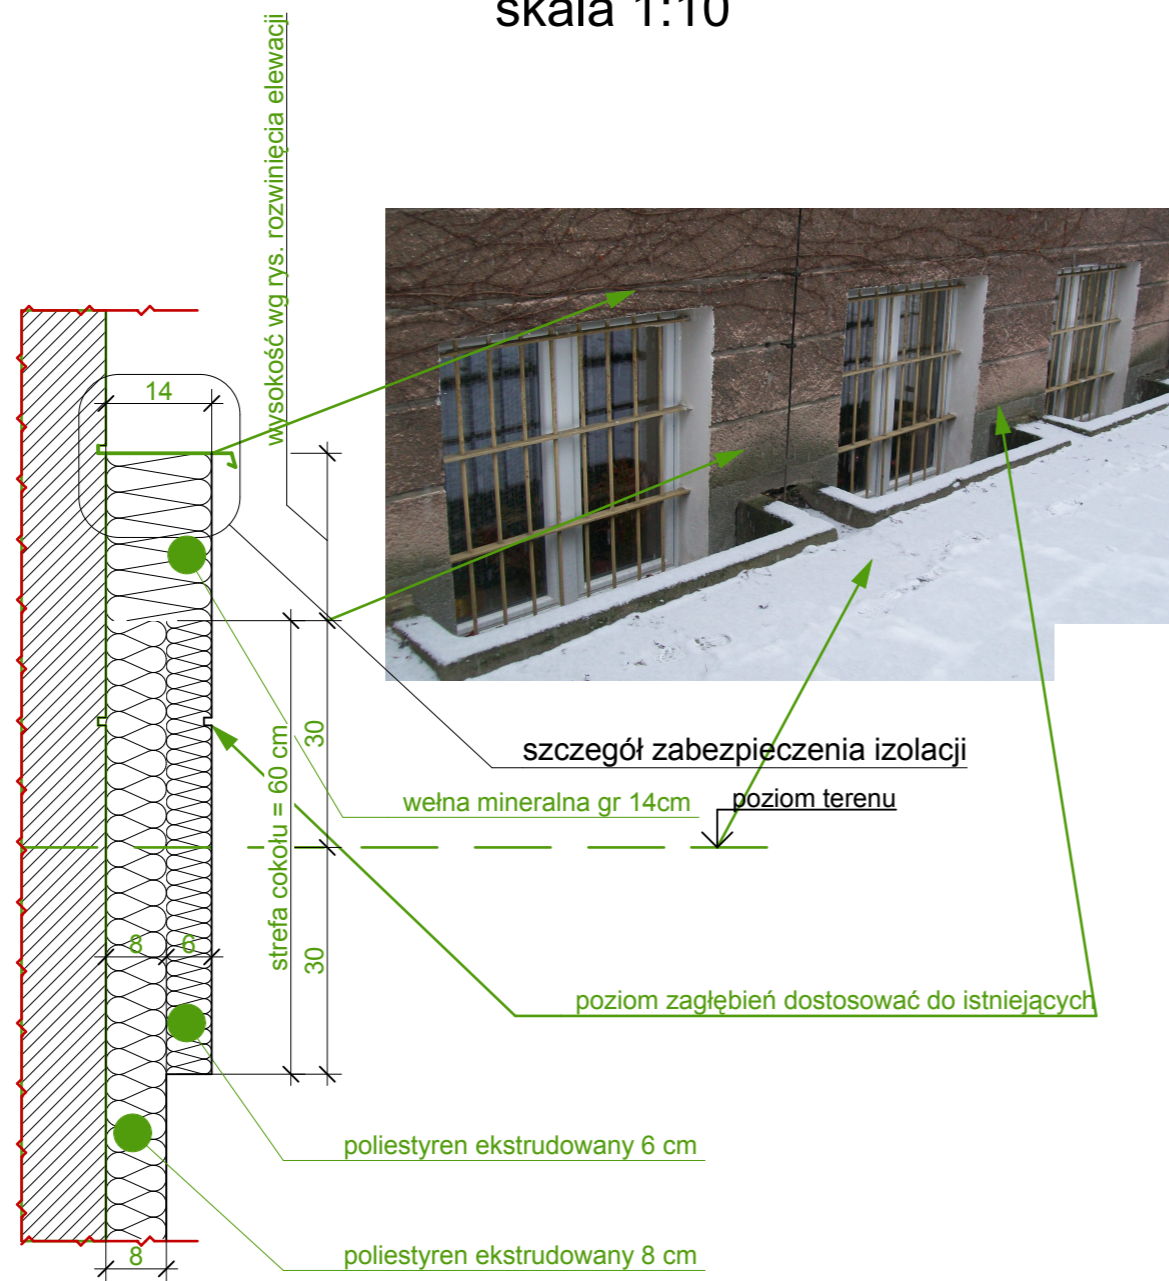 skala 1:10
wysokość wg rys. rozwinięcia elewacji
14
szczegół zabezpieczenia izolacji
30
wełna mineralna gr 14cm
poziom terenu
strefa cokołu = 60 cm
8
6
30
poziom zagłębień dostosować do istniejących
poliestyren ekstrudowany 6 cm
poliestyren ekstrudowany 8 cm
8